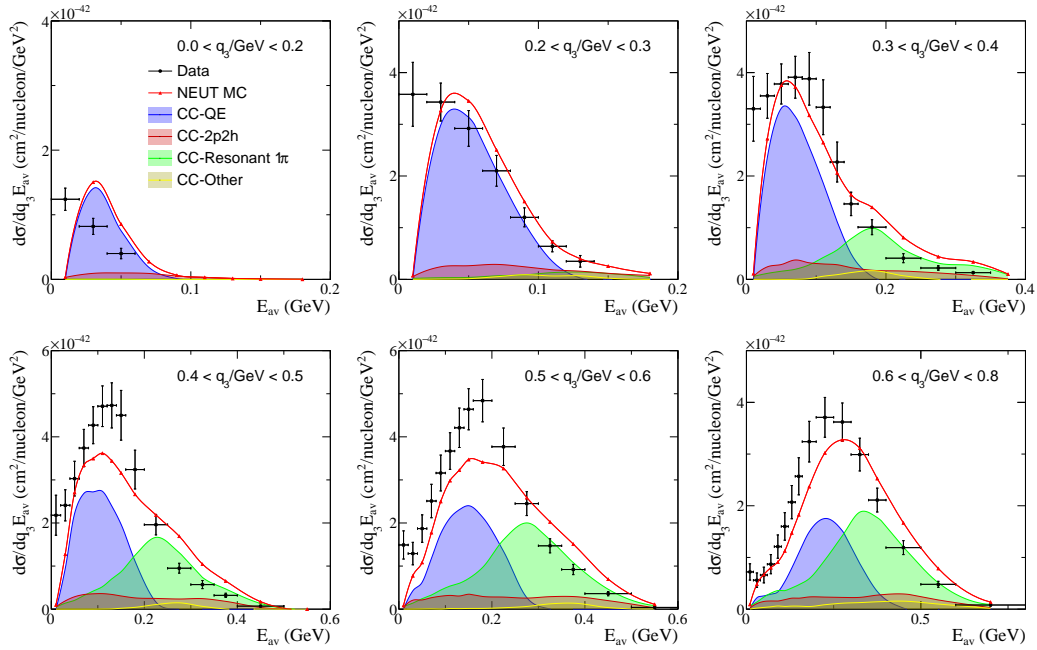 ×10⁻⁴²
4
2
0
0
0.1
0.2
dσ/dq₃E_av (cm²/nucleon/GeV²)
E_av (GeV)
0.0 < q₃/GeV < 0.2
Data
NEUT MC
CC-QE
CC-2p2h
CC-Resonant 1π
CC-Other
×10⁻⁴²
4
2
0
0
0.1
0.2
dσ/dq₃E_av (cm²/nucleon/GeV²)
E_av (GeV)
0.2 < q₃/GeV < 0.3
×10⁻⁴²
4
2
0
0
0.2
0.4
dσ/dq₃E_av (cm²/nucleon/GeV²)
E_av (GeV)
0.3 < q₃/GeV < 0.4
×10⁻⁴²
6
4
2
0
0
0.2
0.4
0.6
dσ/dq₃E_av (cm²/nucleon/GeV²)
E_av (GeV)
0.4 < q₃/GeV < 0.5
×10⁻⁴²
6
4
2
0
0
0.2
0.4
0.6
dσ/dq₃E_av (cm²/nucleon/GeV²)
E_av (GeV)
0.5 < q₃/GeV < 0.6
×10⁻⁴²
4
2
0
0
0.5
dσ/dq₃E_av (cm²/nucleon/GeV²)
E_av (GeV)
0.6 < q₃/GeV < 0.8